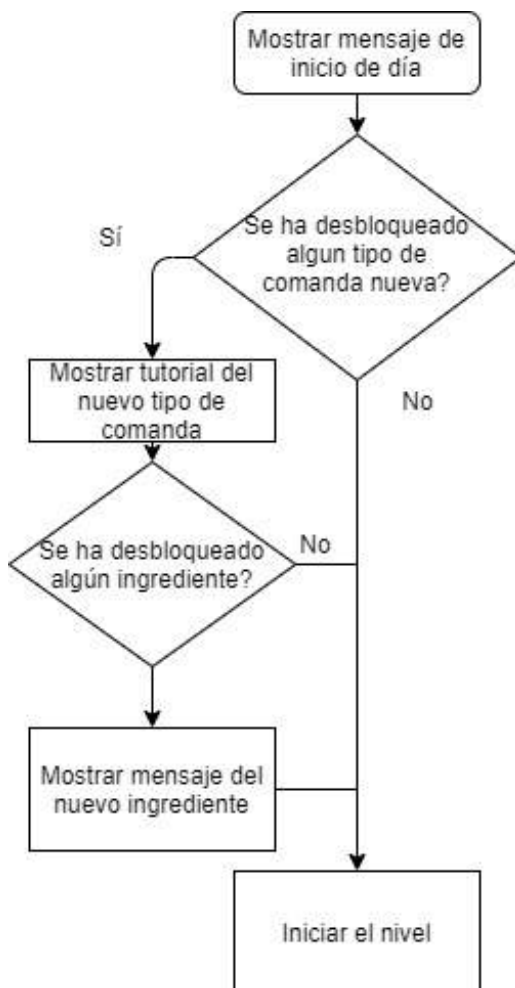 Mostrar mensaje de
inicio de día
Se ha desbloqueado
algun tipo de
comanda nueva?
Sí
No
Mostrar tutorial del
nuevo tipo de
comanda
Se ha desbloqueado
algún ingrediente?
No
Mostrar mensaje del
nuevo ingrediente
Iniciar el nivel